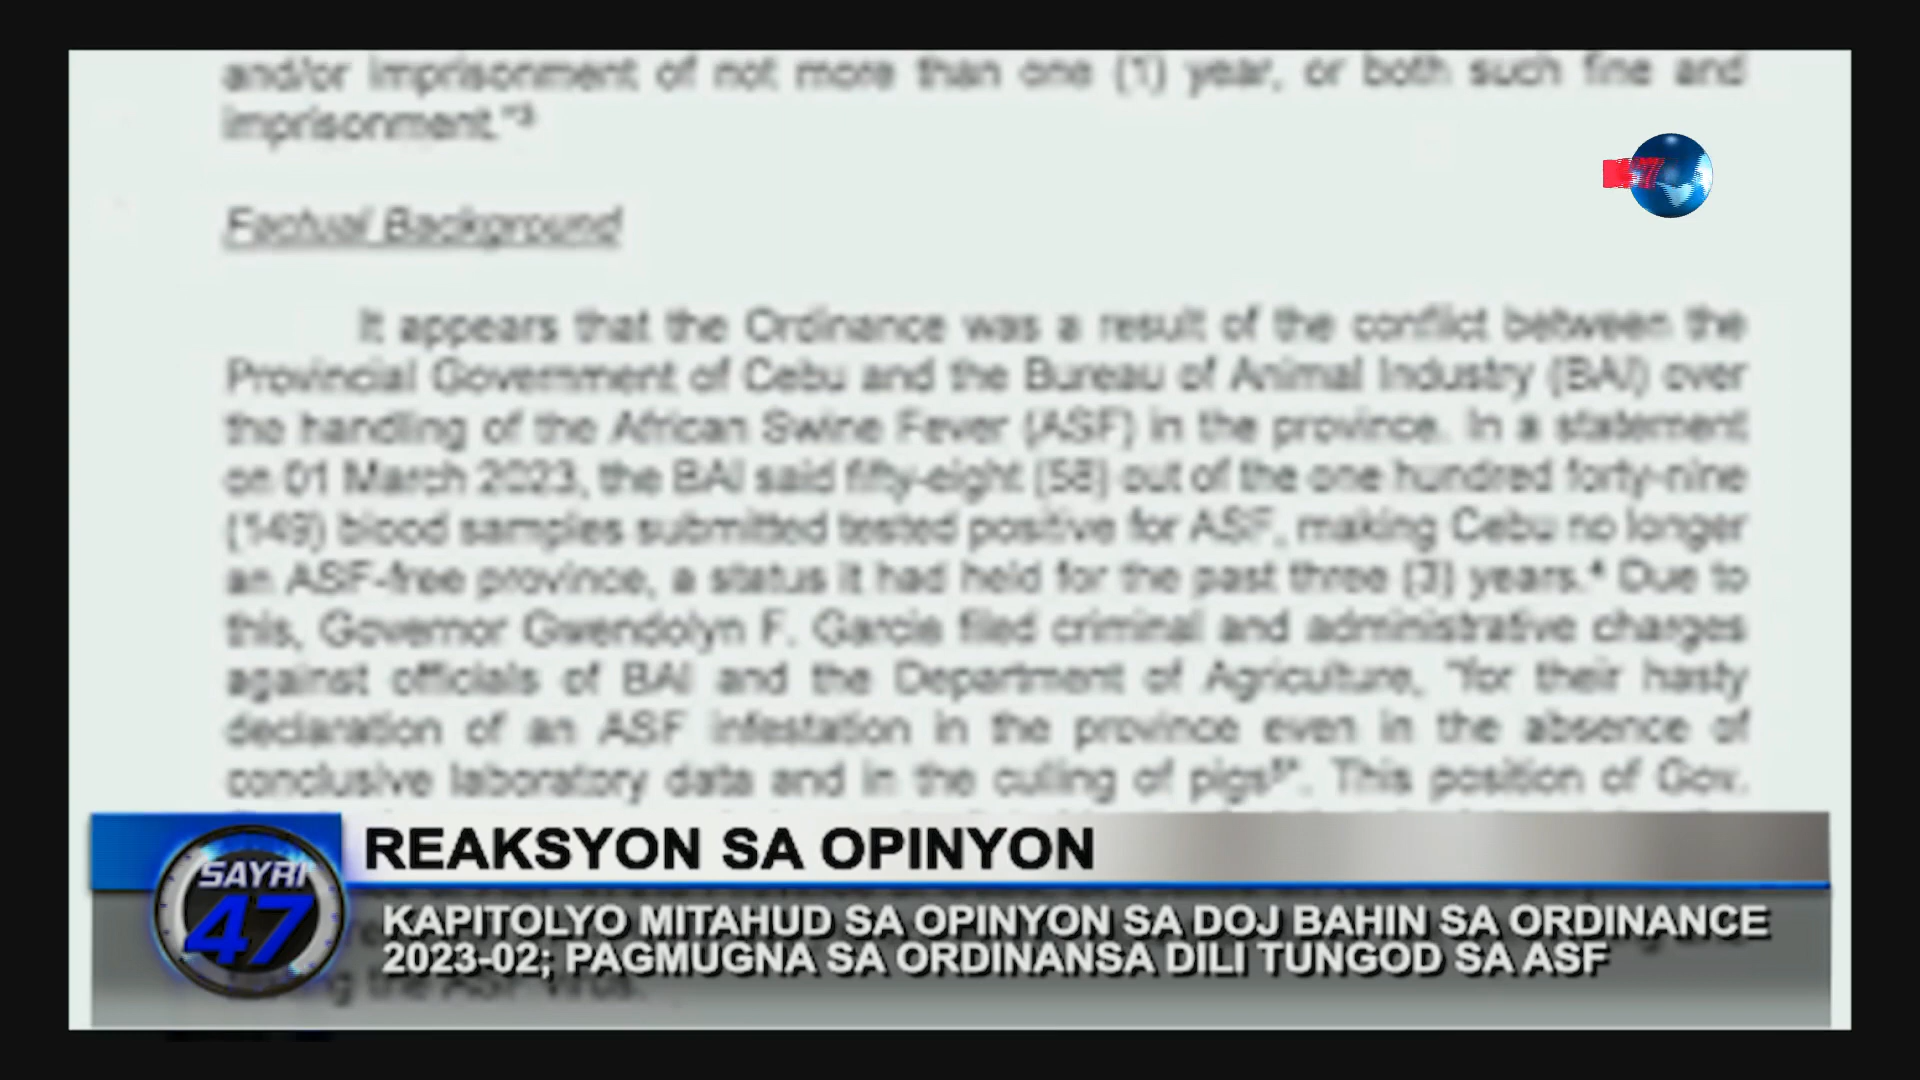 and/or imprisonment of not more than one (1) year, or both such fine and
imprisonment."3
Factual Background
It appears that the Ordinance was a result of the conflict between the
Provincial Government of Cebu and the Bureau of Animal Industry (BAI) over
the handling of the African Swine Fever (ASF) in the province. In a statement
on 01 March 2023, the BAI said fifty-eight (58) out of the one hundred forty-nine
(149) blood samples submitted tested positive for ASF, making Cebu no longer
an ASF-free province, a status it had held for the past three (3) years.4 Due to
this, Governor Gwendolyn F. Garcia filed criminal and administrative charges
against officials of BAI and the Department of Agriculture, "for their hasty
declaration of an ASF infestation in the province even in the absence of
conclusive laboratory data and in the culling of pigs5". This position of Gov.
REAKSYON SA OPINYON
SAYRI
47
KAPITOLYO MITAHUD SA OPINYON SA DOJ BAHIN SA ORDINANCE
2023-02; PAGMUGNA SA ORDINANSA DILI TUNGOD SA ASF
the ASF virus.